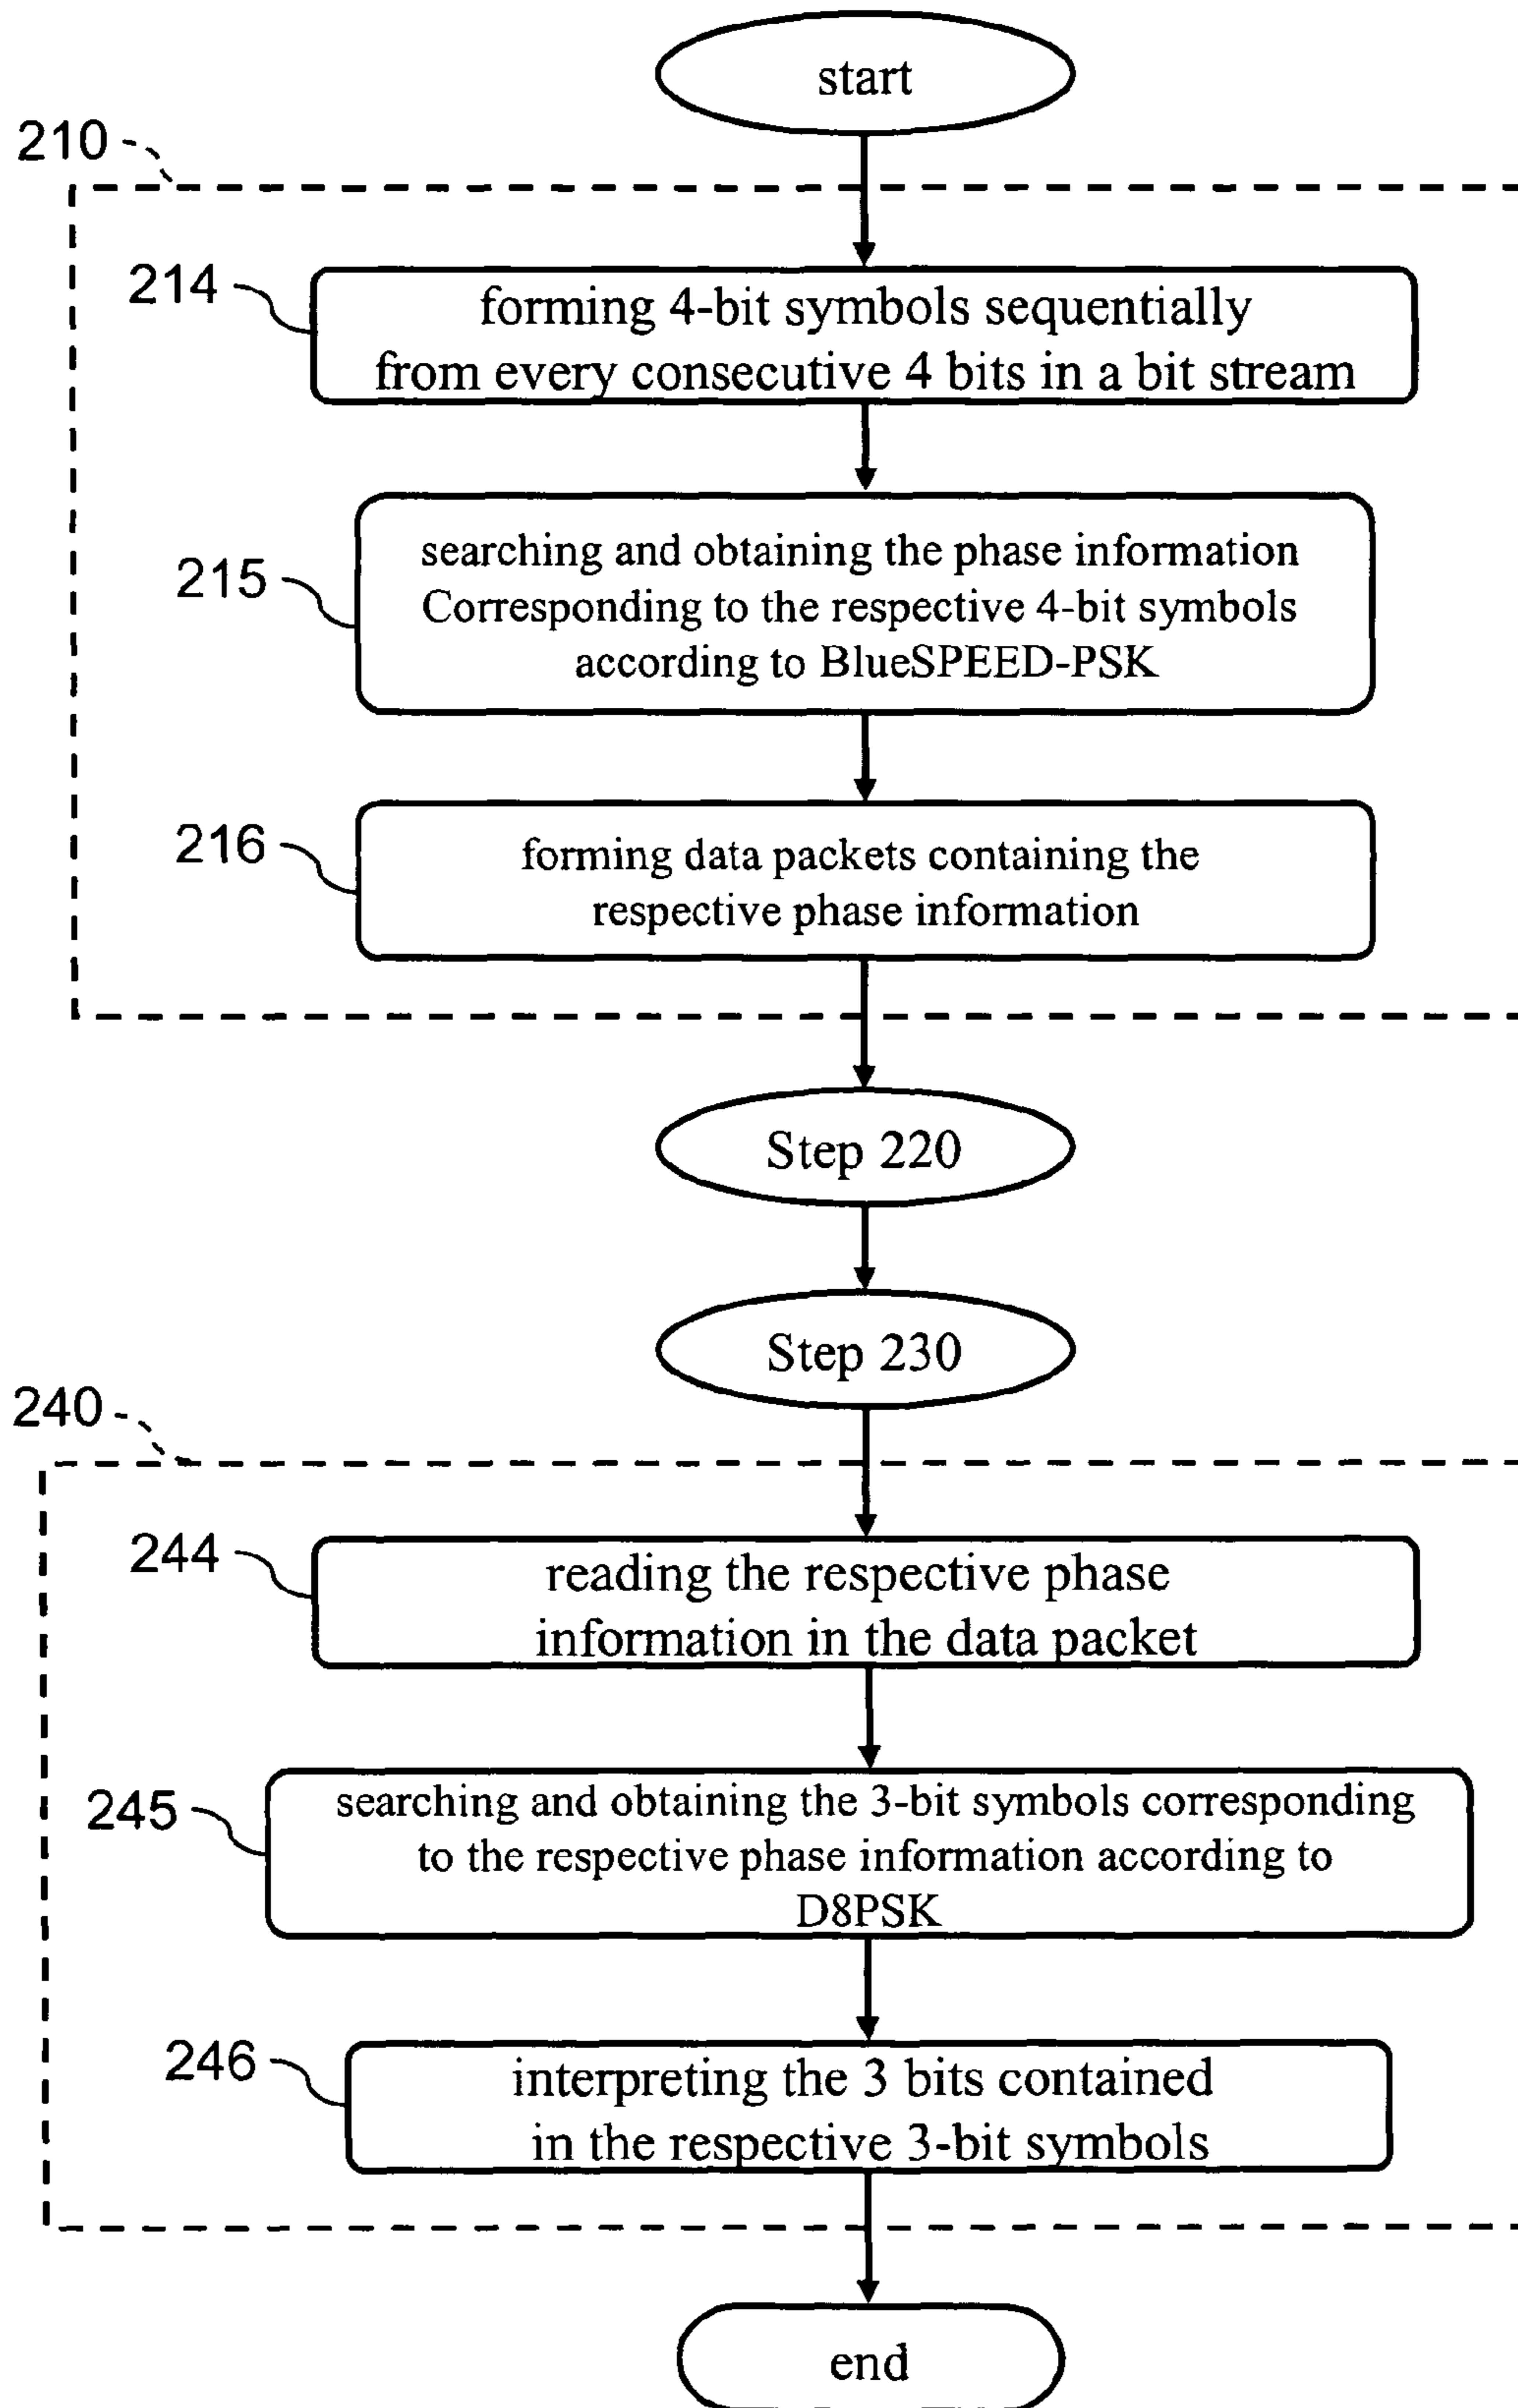 start
210
214
forming 4-bit symbols sequentially
from every consecutive 4 bits in a bit stream
215
searching and obtaining the phase information
Corresponding to the respective 4-bit symbols
according to BlueSPEED-PSK
216
forming data packets containing the
respective phase information
Step 220
Step 230
240
244
reading the respective phase
information in the data packet
245
searching and obtaining the 3-bit symbols corresponding
to the respective phase information according to
D8PSK
246
interpreting the 3 bits contained
in the respective 3-bit symbols
end